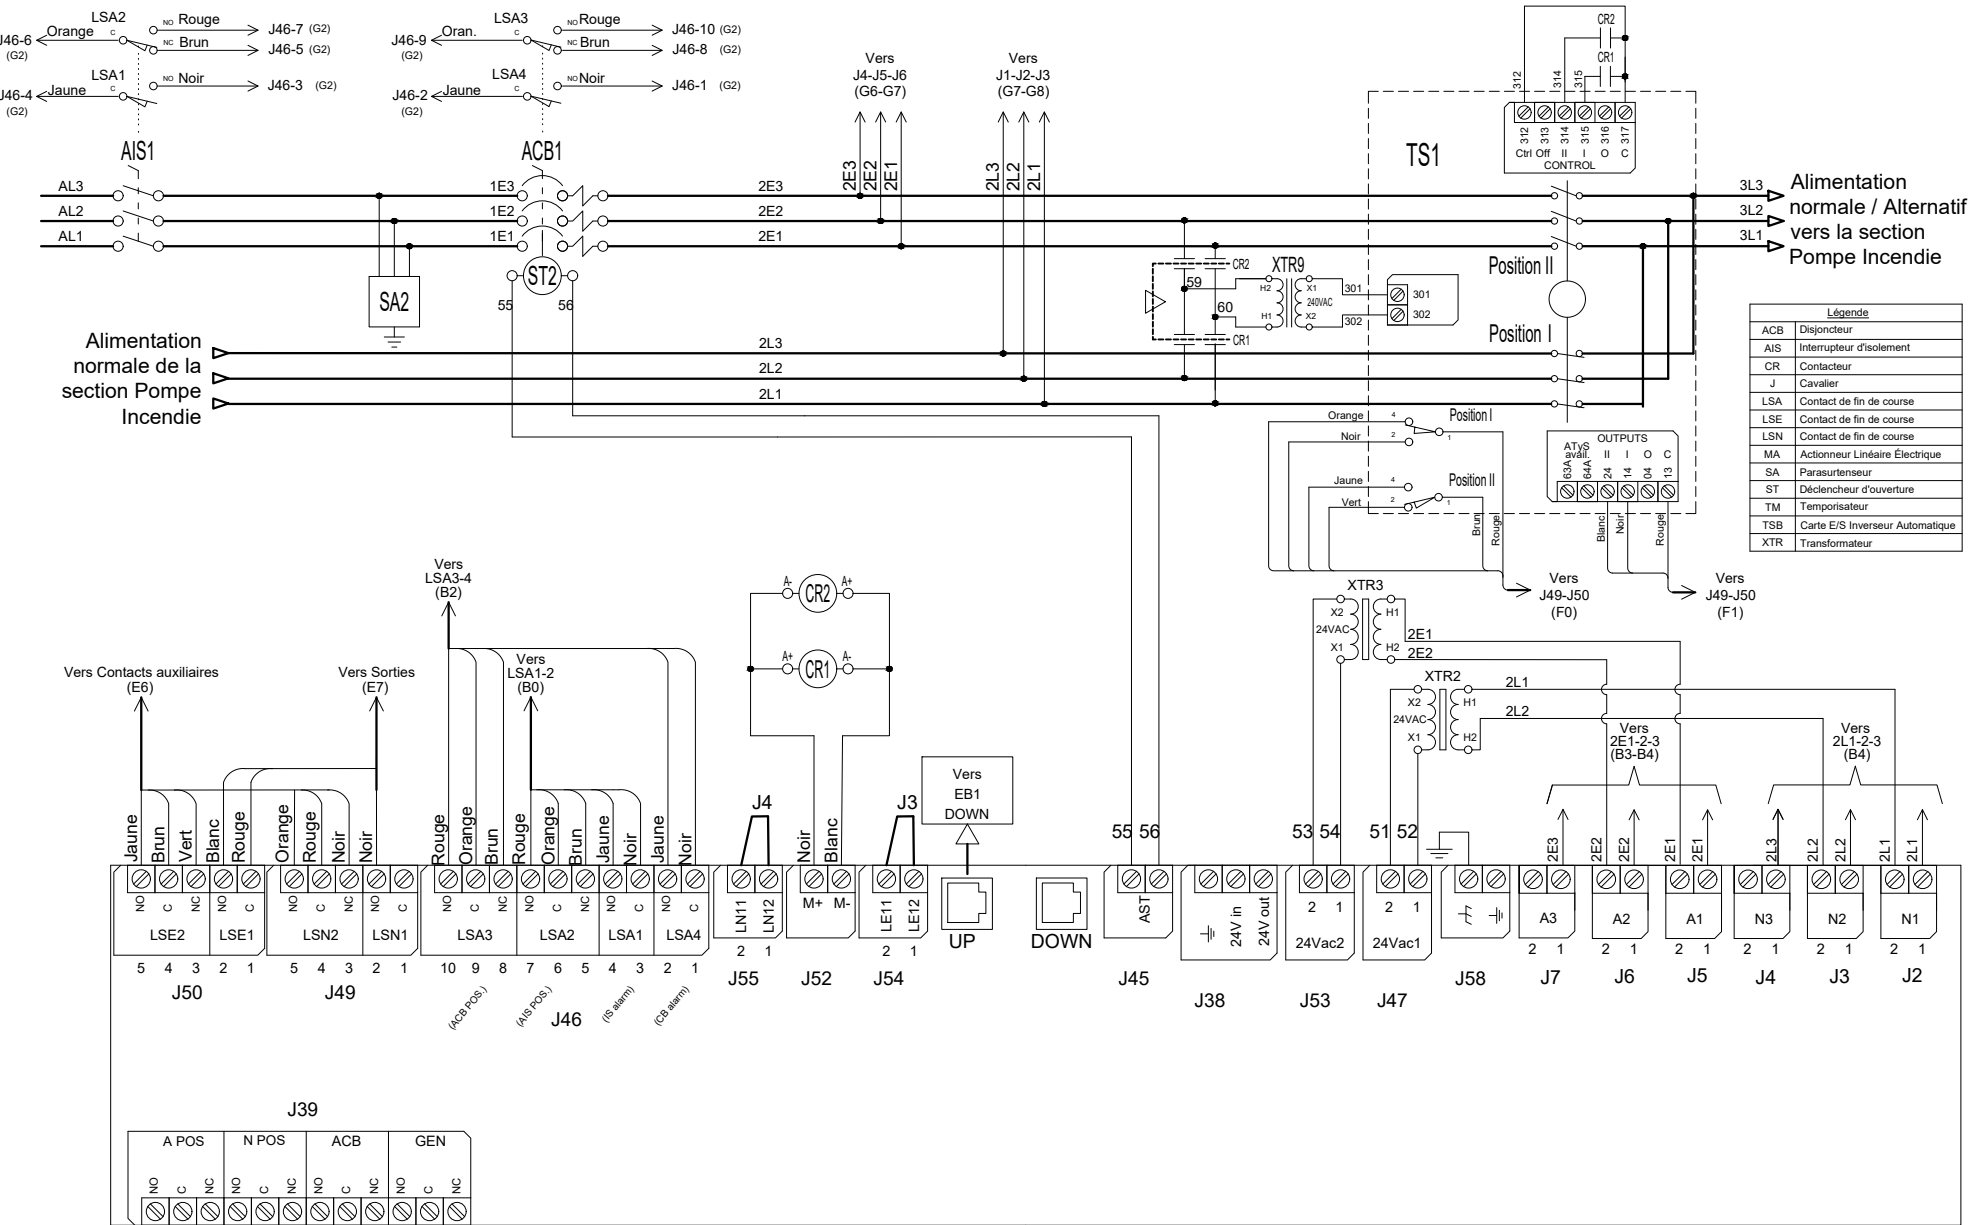 LSA2
J46-6
(G2)
Orange
C
NO
Rouge
J46-7 (G2)
NC
Brun
J46-5 (G2)
LSA1
J46-4
(G2)
Jaune
C
NO
Noir
J46-3 (G2)
LSA3
J46-9
(G2)
Oran.
C
NO
Rouge
J46-10 (G2)
NC
Brun
J46-8 (G2)
LSA4
J46-2
(G2)
Jaune
C
NO
Noir
J46-1 (G2)
Vers
J4-J5-J6
(G6-G7)
Vers
J1-J2-J3
(G7-G8)
2E3
2E2
2E1
2L3
2L2
2L1
CR2
CR1
312
314
315
312
313
314
315
316
317
Ctrl
Off
II
I
O
C
CONTROL
TS1
AIS1
ACB1
AL3
AL2
AL1
1E3
1E2
1E1
2E3
2E2
2E1
3L3
3L2
3L1
Alimentation
normale / Alternatif
vers la section
Pompe Incendie
SA2
ST2
55
56
59
60
CR2
CR1
XTR9
H2
H1
X1
240VAC
X2
301
302
301
302
Position II
Position I
Alimentation
normale de la
section Pompe
Incendie
2L3
2L2
2L1
Légende
ACB Disjoncteur
AIS Interrupteur d'isolement
CR Contacteur
J Cavalier
LSA Contact de fin de course
LSE Contact de fin de course
LSN Contact de fin de course
MA Actionneur Linéaire Électrique
SA Parasurtenseur
ST Déclencheur d'ouverture
TM Temporisateur
TSB Carte E/S Inverseur Automatique
XTR Transformateur
Orange
4
Position I
Noir
2
1
Jaune
4
Position II
Vert
2
1
Brun
Rouge
OUTPUTS
ATyS
avail.
II
I
O
C
63A
64A
24
14
04
13
Blanc
Noir
Rouge
Vers
J49-J50
(F0)
Vers
J49-J50
(F1)
Vers
LSA3-4
(B2)
Vers Contacts auxiliaires
(E6)
Vers Sorties
(E7)
Vers
LSA1-2
(B0)
A-
CR2
A+
A+
CR1
A-
XTR3
X2
24VAC
X1
H1
H2
2E1
2E2
XTR2
X2
24VAC
X1
H1
H2
2L1
2L2
Vers
2E1-2-3
(B3-B4)
Vers
2L1-2-3
(B4)
Vers
EB1
DOWN
J4
J3
Jaune
Brun
Vert
Blanc
Rouge
Orange
Rouge
Noir
Noir
Rouge
Orange
Brun
Rouge
Orange
Brun
Jaune
Noir
Jaune
Noir
Noir
Blanc
55
56
53
54
51
52
2E3
2E2
2E2
2E1
2E1
2L3
2L2
2L2
2L1
2L1
NO
C
NC
NO
C
NO
C
NC
NO
C
NO
C
NC
NO
C
NC
NO
C
NO
C
LN11
LN12
M+
M-
LE11
LE12
AST
24V in
24V out
2 1
2 1
A3
A2
A1
N3
N2
N1
LSE2
LSE1
LSN2
LSN1
LSA3
LSA2
LSA1
LSA4
UP
DOWN
24Vac2
24Vac1
5 4 3 2 1
5 4 3 2 1
10 9 8 7 6 5 4 3 2 1
2 1
2 1
2 1
2 1
2 1
2 1
2 1
2 1
J50
J49
(ACB POS.)
(AIS POS.)
J46
(IS alarm)
(CB alarm)
J55
J52
J54
J45
J38
J53
J47
J58
J7
J6
J5
J4
J3
J2
J39
A POS
N POS
ACB
GEN
NO
C
NC
NO
C
NC
NO
C
NC
NO
C
NC